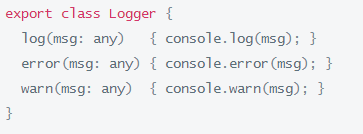 export class Logger {
  log(msg: any)   { console.log(msg); }
  error(msg: any) { console.error(msg); }
  warn(msg: any)  { console.warn(msg); }
}